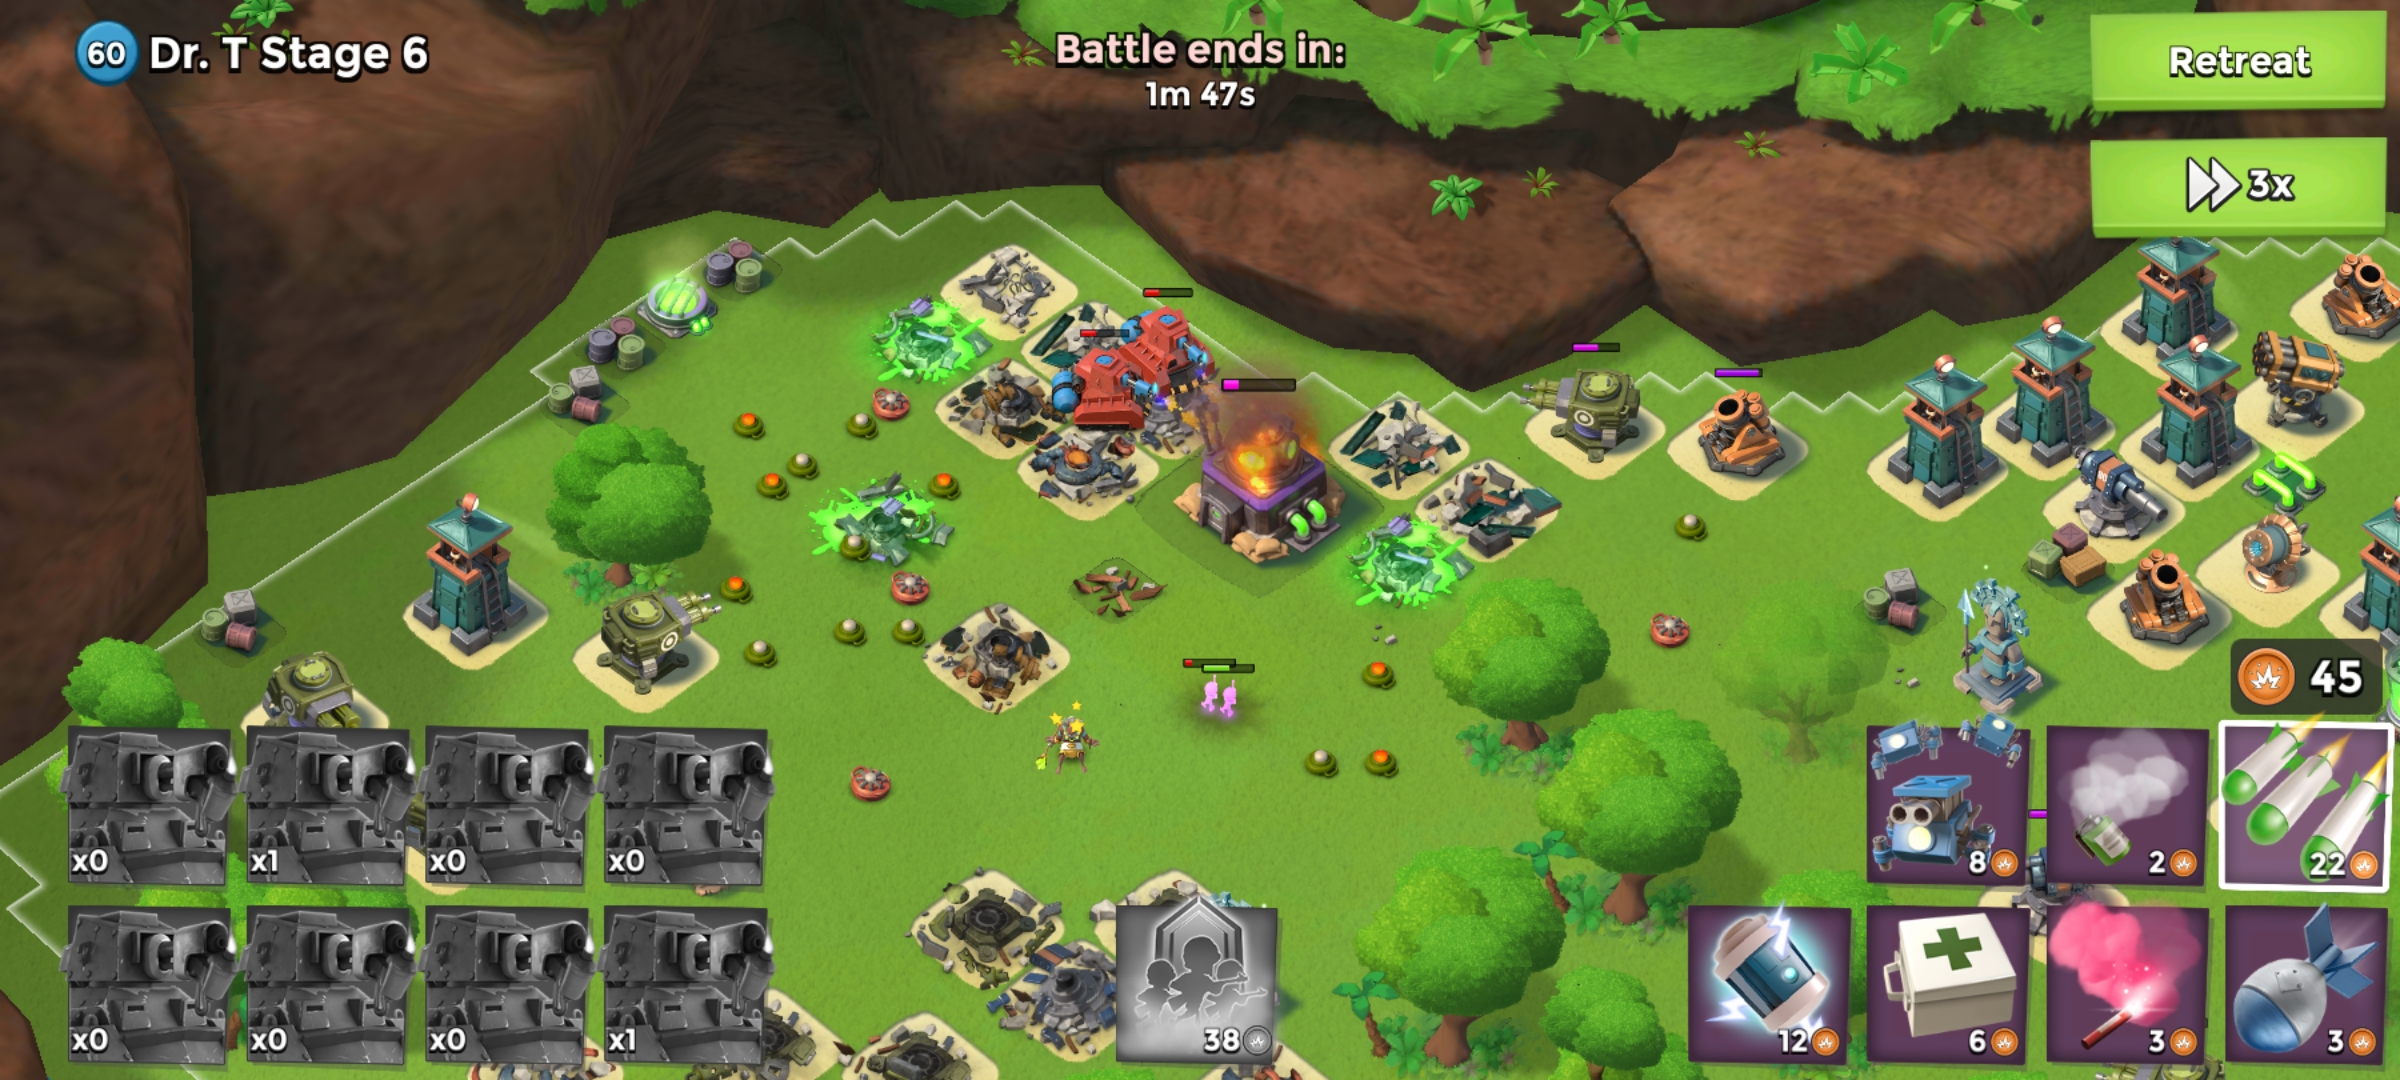 60 Dr. T Stage 6
Battle ends in:
1m 47s
Retreat
3x
45
x0 x1 x0 x0
8 2 22
x0 x0 x0 x1
38 12 6 3 3